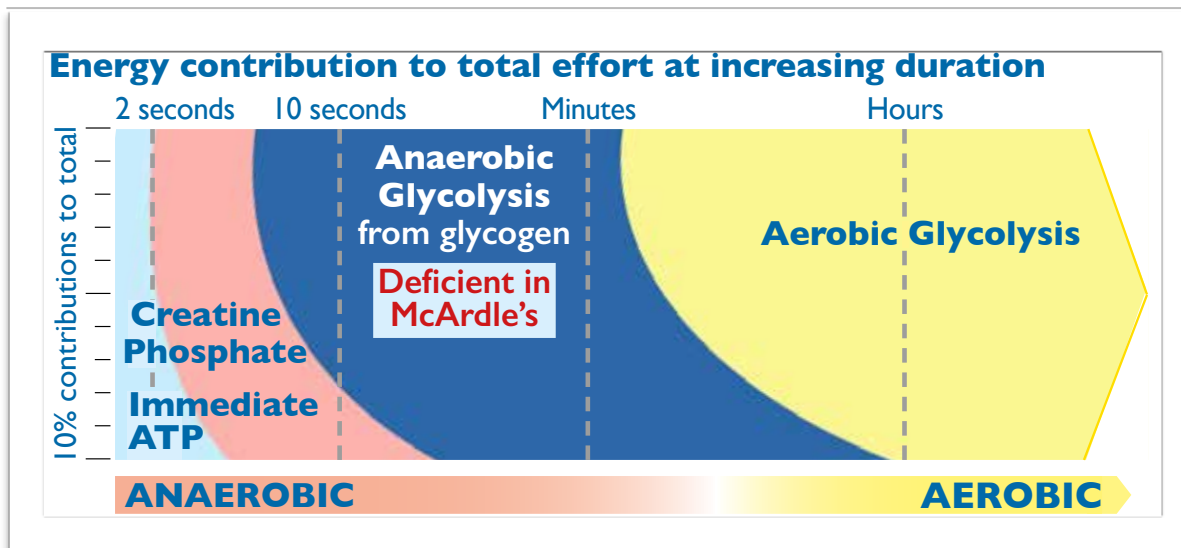 Energy contribution to total effort at increasing duration
2 seconds 10 seconds Minutes Hours
10% contributions to total
Anaerobic
Glycolysis
from glycogen
Deficient in
McArdle's
Aerobic Glycolysis
Creatine
Phosphate
Immediate
ATP
ANAEROBIC AEROBIC